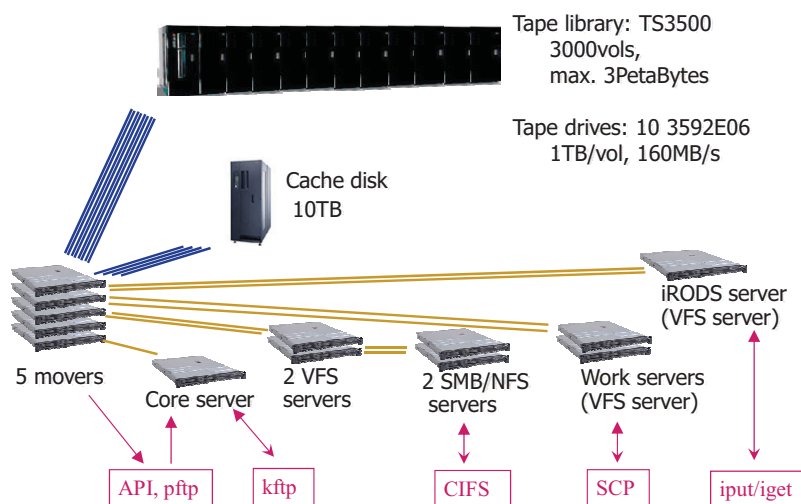 Tape library: TS3500
3000vols,
max. 3PetaBytes
Tape drives: 10 3592E06
1TB/vol, 160MB/s
Cache disk
10TB
iRODS server
(VFS server)
5 movers
Core server
2 VFS
servers
2 SMB/NFS
servers
Work servers
(VFS server)
API, pftp
kftp
CIFS
SCP
iput/iget